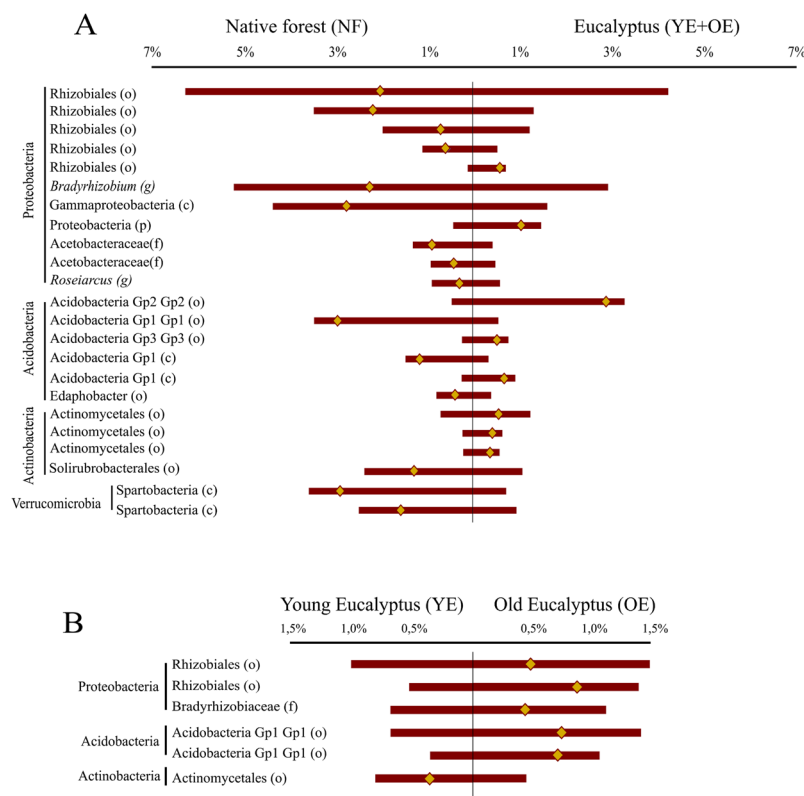 A
Native forest (NF) Eucalyptus (YE+OE)
7% 5% 3% 1% 1% 3% 5% 7%
Proteobacteria
Rhizobiales (o)
Rhizobiales (o)
Rhizobiales (o)
Rhizobiales (o)
Rhizobiales (o)
Bradyrhizobium (g)
Gammaproteobacteria (c)
Proteobacteria (p)
Acetobacteraceae(f)
Acetobacteraceae(f)
Roseiarcus (g)
Acidobacteria
Acidobacteria Gp2 Gp2 (o)
Acidobacteria Gp1 Gp1 (o)
Acidobacteria Gp3 Gp3 (o)
Acidobacteria Gp1 (c)
Acidobacteria Gp1 (c)
Edaphobacter (o)
Actinobacteria
Actinomycetales (o)
Actinomycetales (o)
Actinomycetales (o)
Solirubrobacterales (o)
Verrucomicrobia
Spartobacteria (c)
Spartobacteria (c)
B
Young Eucalyptus (YE) Old Eucalyptus (OE)
1,5% 1,0% 0,5% 0,5% 1,0% 1,5%
Proteobacteria
Rhizobiales (o)
Rhizobiales (o)
Bradyrhizobiaceae (f)
Acidobacteria
Acidobacteria Gp1 Gp1 (o)
Acidobacteria Gp1 Gp1 (o)
Actinobacteria
Actinomycetales (o)